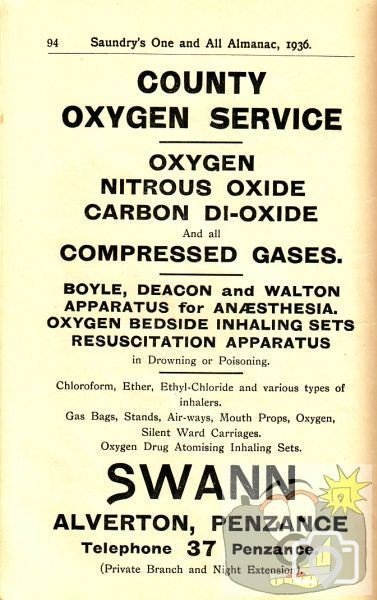 94 Saundry's One and All Almanac, 1936.
COUNTY
OXYGEN SERVICE
OXYGEN
NITROUS OXIDE
CARBON DI-OXIDE
And all
COMPRESSED GASES.
BOYLE, DEACON and WALTON
APPARATUS for ANÆSTHESIA.
OXYGEN BEDSIDE INHALING SETS
RESUSCITATION APPARATUS
in Drowning or Poisoning.
Chloroform, Ether, Ethyl-Chloride and various types of
inhalers.
Gas Bags, Stands, Air-ways, Mouth Props, Oxygen,
Silent Ward Carriages.
Oxygen Drug Atomising Inhaling Sets.
SWANN
ALVERTON, PENZANCE
Telephone 37 Penzance
(Private Branch and Night Extension).